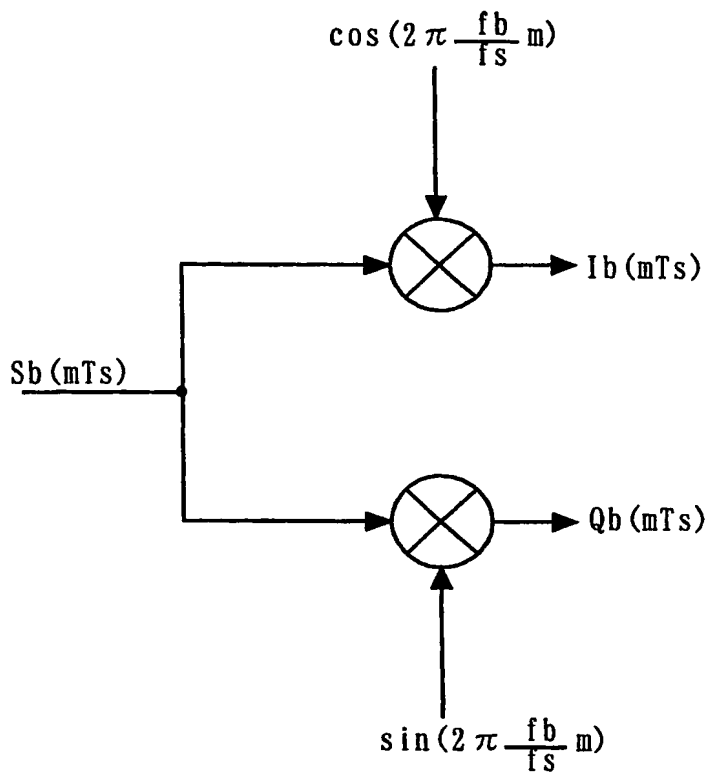 cos(2π fb/fs m)
Ib(mTs)
Sb(mTs)
Qb(mTs)
sin(2π fb/fs m)